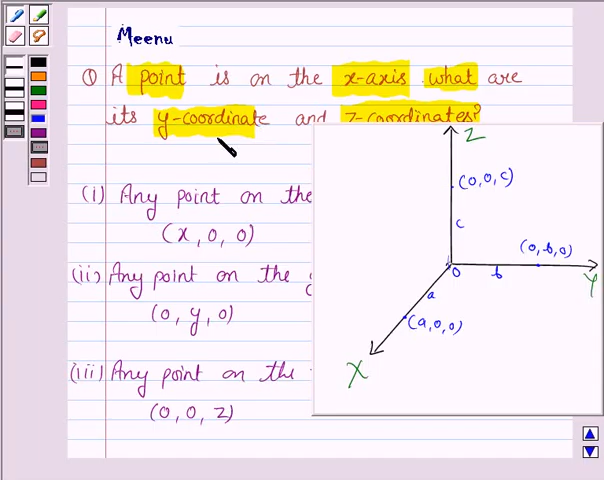 Meenu
① A point is on the x-axis what are
its y-coordinate and z-coordinates?
(i) Any point on the
(x, 0, 0)
(ii) Any point on the
(0, y, 0)
(iii) Any point on the
(0, 0, z)
Z
(0, 0, c)
c
(0, b, 0)
O
b
Y
a
(a, 0, 0)
X